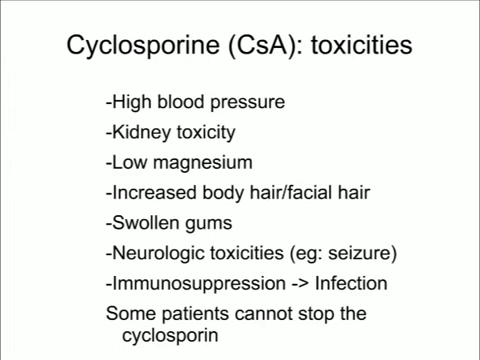 Cyclosporine (CsA): toxicities
-High blood pressure
-Kidney toxicity
-Low magnesium
-Increased body hair/facial hair
-Swollen gums
-Neurologic toxicities (eg: seizure)
-Immunosuppression -> Infection
Some patients cannot stop the
cyclosporin